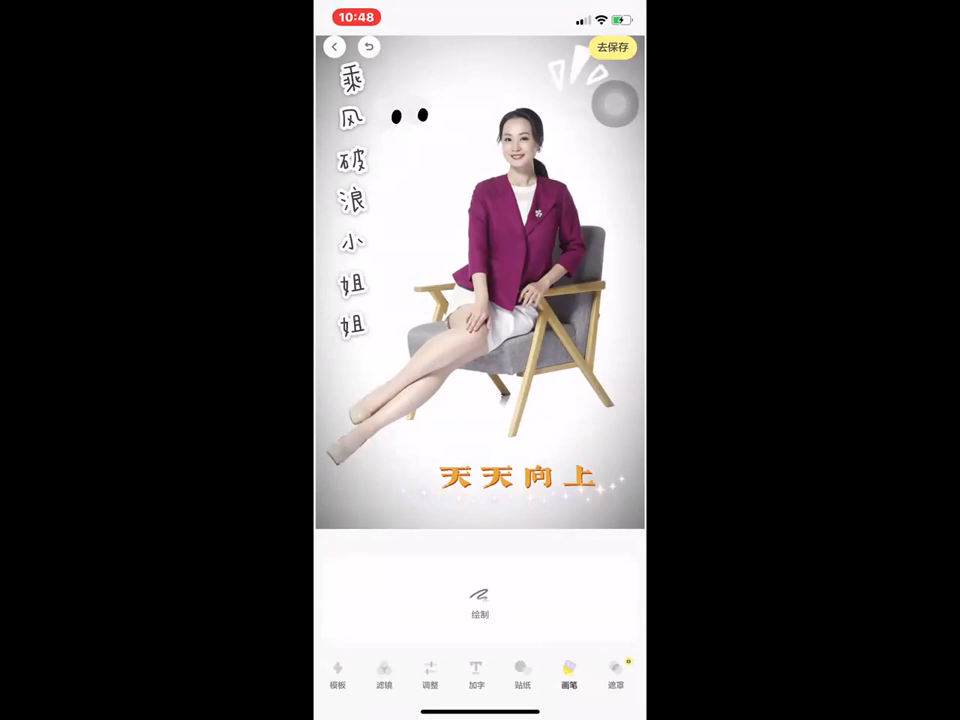 10:48
去保存
乘风破浪小姐姐
天天向上
绘制
模板 滤镜 调整 加字 贴纸 画笔 遮罩